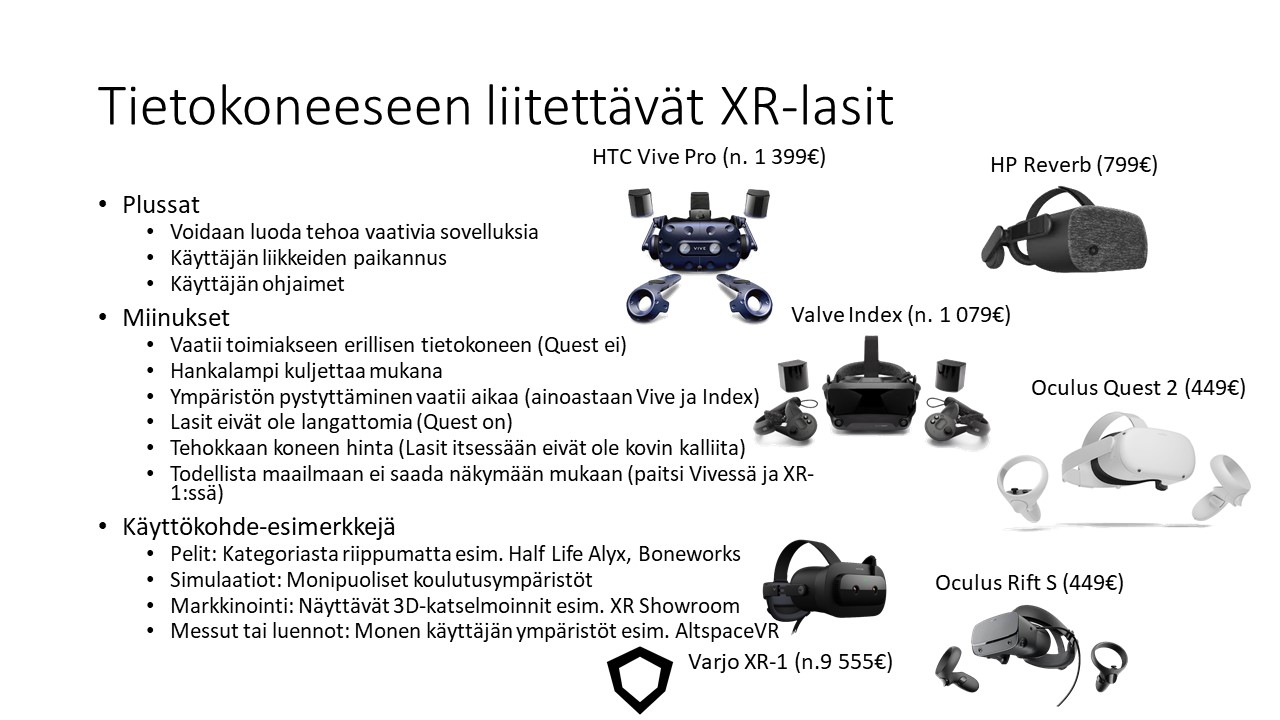 Tietokoneeseen liitettävät XR-lasit
HTC Vive Pro (n. 1 399€)
HP Reverb (799€)
• Plussat
• Voidaan luoda tehoa vaativia sovelluksia
• Käyttäjän liikkeiden paikannus
• Käyttäjän ohjaimet
VIVE
• Miinukset
Valve Index (n. 1 079€)
• Vaatii toimiakseen erillisen tietokoneen (Quest ei)
• Hankalampi kuljettaa mukana
• Ympäristön pystyttäminen vaatii aikaa (ainoastaan Vive ja Index)
• Lasit eivät ole langattomia (Quest on)
• Tehokkaan koneen hinta (Lasit itsessään eivät ole kovin kalliita)
• Todellista maailmaan ei saada näkymään mukaan (paitsi Vivessä ja XR-
1:ssä)
Oculus Quest 2 (449€)
• Käyttökohde-esimerkkejä
• Pelit: Kategoriasta riippumatta esim. Half Life Alyx, Boneworks
• Simulaatiot: Monipuoliset koulutusympäristöt
• Markkinointi: Näyttävät 3D-katselmoinnit esim. XR Showroom
• Messut tai luennot: Monen käyttäjän ympäristöt esim. AltspaceVR
Oculus Rift S (449€)
Varjo XR-1 (n.9 555€)